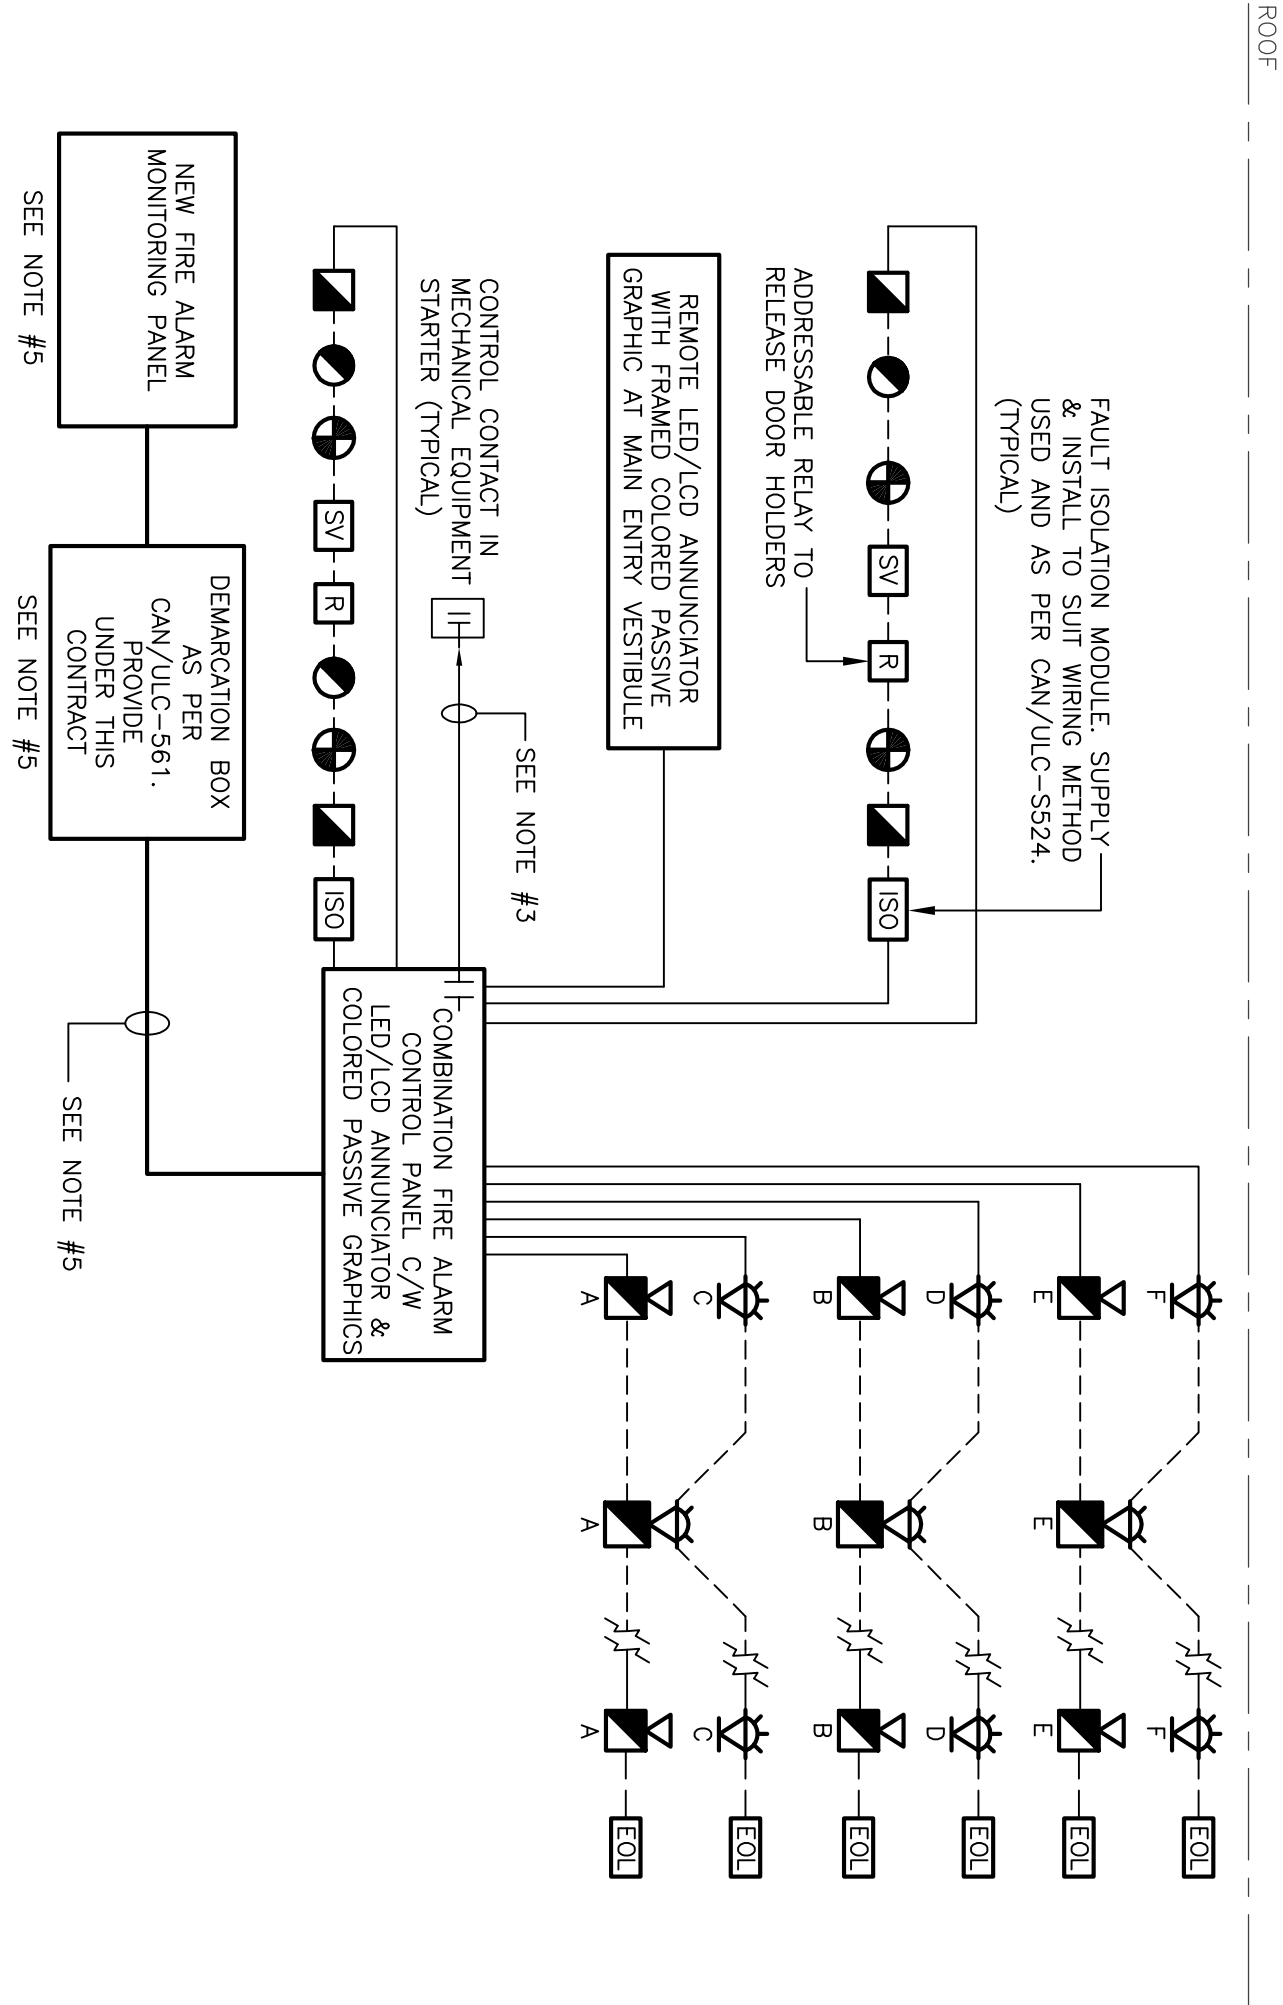 ROOF
FAULT ISOLATION MODULE. SUPPLY
& INSTALL TO SUIT WIRING METHOD
USED AND AS PER CAN/ULC-S524.
(TYPICAL)
SV
R
ISO
ADDRESSABLE RELAY TO
RELEASE DOOR HOLDERS
REMOTE LED/LCD ANNUNCIATOR
WITH FRAMED COLORED PASSIVE
GRAPHIC AT MAIN ENTRY VESTIBULE
SEE NOTE #3
CONTROL CONTACT IN
MECHANICAL EQUIPMENT
STARTER (TYPICAL)
SV
R
ISO
COMBINATION FIRE ALARM
CONTROL PANEL C/W
LED/LCD ANNUNCIATOR &
COLORED PASSIVE GRAPHICS
NEW FIRE ALARM
MONITORING PANEL
SEE NOTE #5
DEMARCATION BOX
AS PER
CAN/ULC-561.
PROVIDE
UNDER THIS
CONTRACT
SEE NOTE #5
SEE NOTE #5
F
F
EOL
E
E
E
EOL
D
D
EOL
B
B
B
EOL
C
C
EOL
A
A
A
EOL